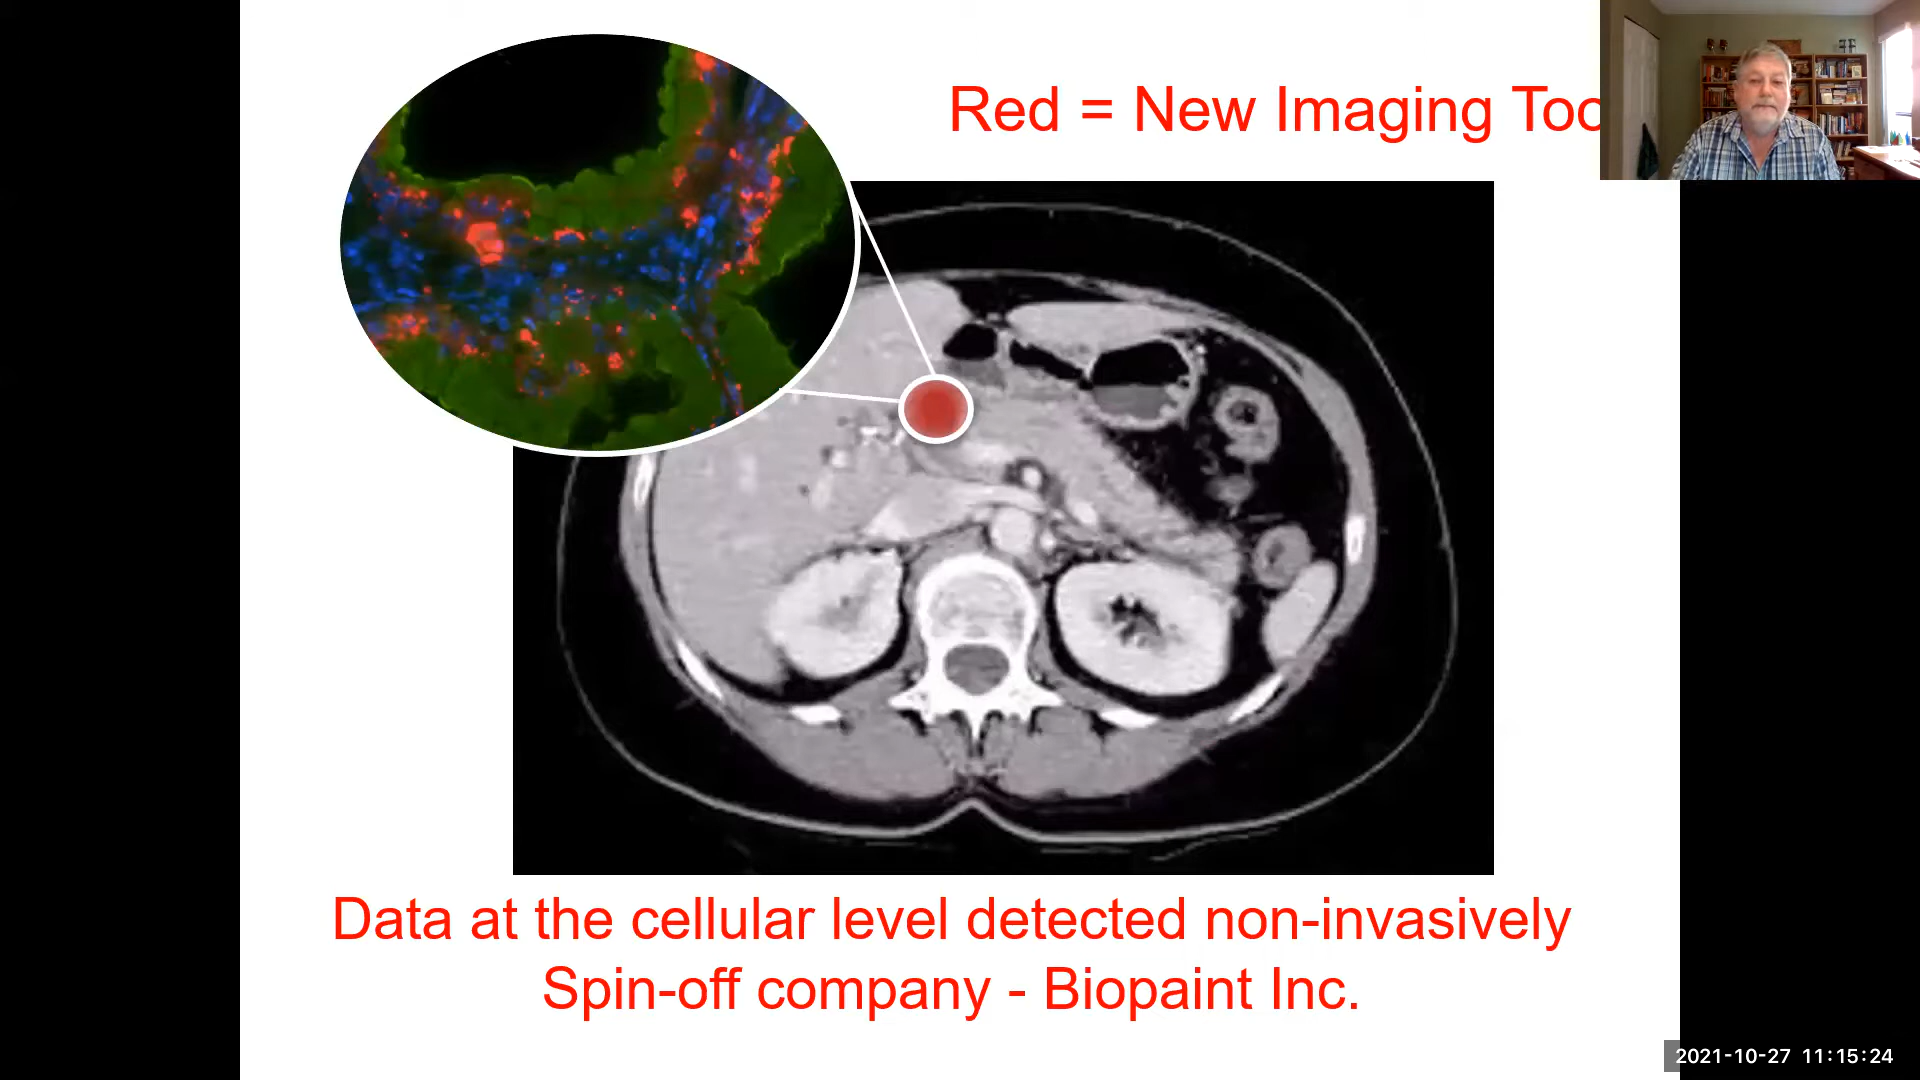 Red = New Imaging Too
Data at the cellular level detected non-invasively
Spin-off company - Biopaint Inc.
2021-10-27 11:15:24